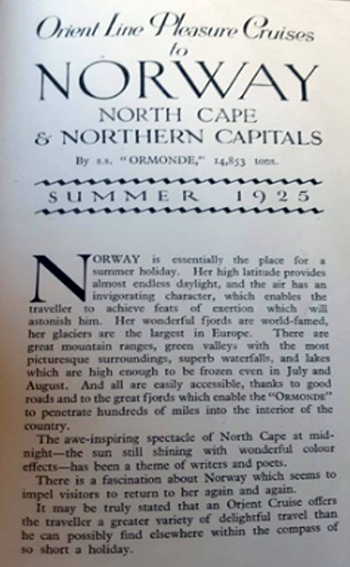 Orient Line Pleasure Cruises
to
NORWAY
NORTH CAPE
& NORTHERN CAPITALS
By s.s. "ORMONDE," 14,853 tons.
SUMMER 1925
NORWAY is essentially the place for a
summer holiday. Her high latitude provides
almost endless daylight, and the air has an
invigorating character, which enables the
traveller to achieve feats of exertion which will
astonish him. Her wonderful fjords are world-famed,
her glaciers are the largest in Europe. There are
great mountain ranges, green valleys with the most
picturesque surroundings, superb waterfalls, and lakes
which are high enough to be frozen even in July and
August. And all are easily accessible, thanks to good
roads and to the great fjords which enable the "ORMONDE"
to penetrate hundreds of miles into the interior of the
country.
The awe-inspiring spectacle of North Cape at mid-
night—the sun still shining with wonderful colour
effects—has been a theme of writers and poets.
There is a fascination about Norway which seems to
impel visitors to return to her again and again.
It may be truly stated that an Orient Cruise offers
the traveller a greater variety of delightful travel than
he can possibly find elsewhere within the compass of
so short a holiday.